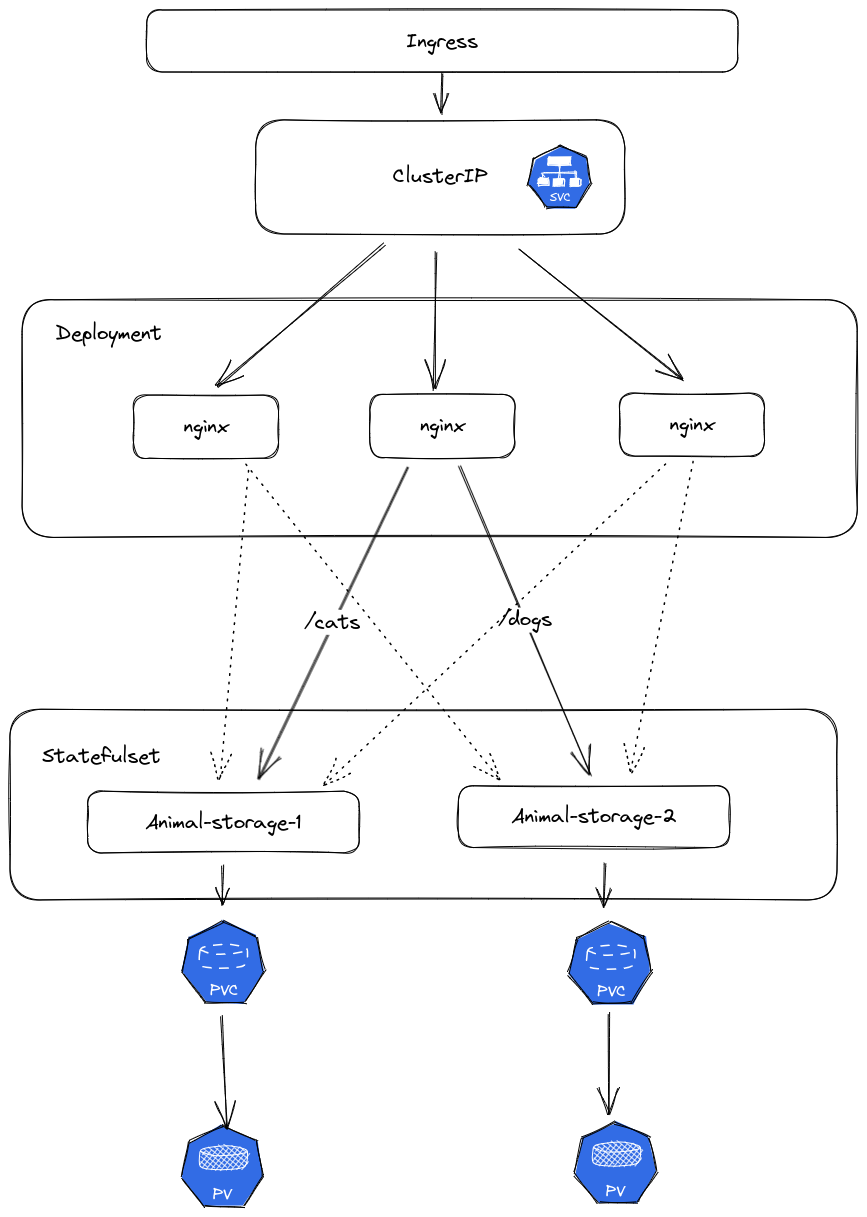 Ingress
ClusterIP
SVC
Deployment
nginx
nginx
nginx
/cats
/dogs
Statefulset
Animal-storage-1
Animal-storage-2
PVC
PVC
PV
PV